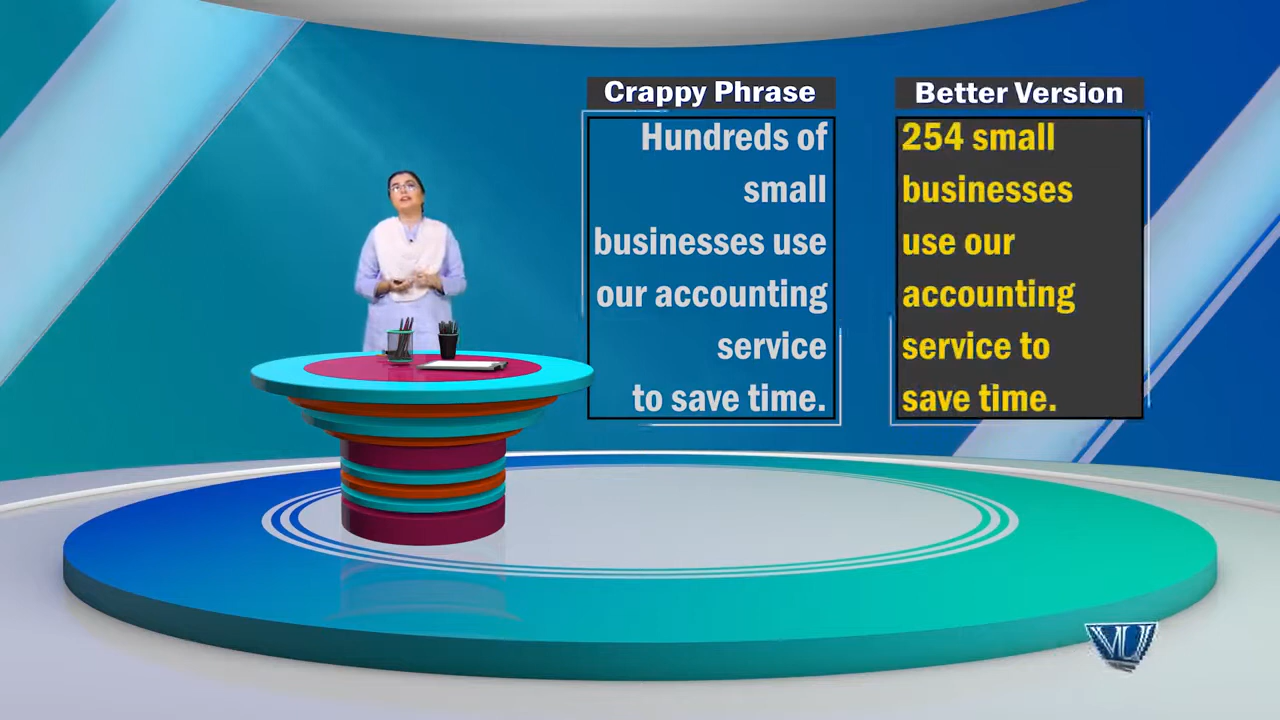 Crappy Phrase
Hundreds of
small
businesses use
our accounting
service
to save time.
Better Version
254 small
businesses
use our
accounting
service to
save time.
VU